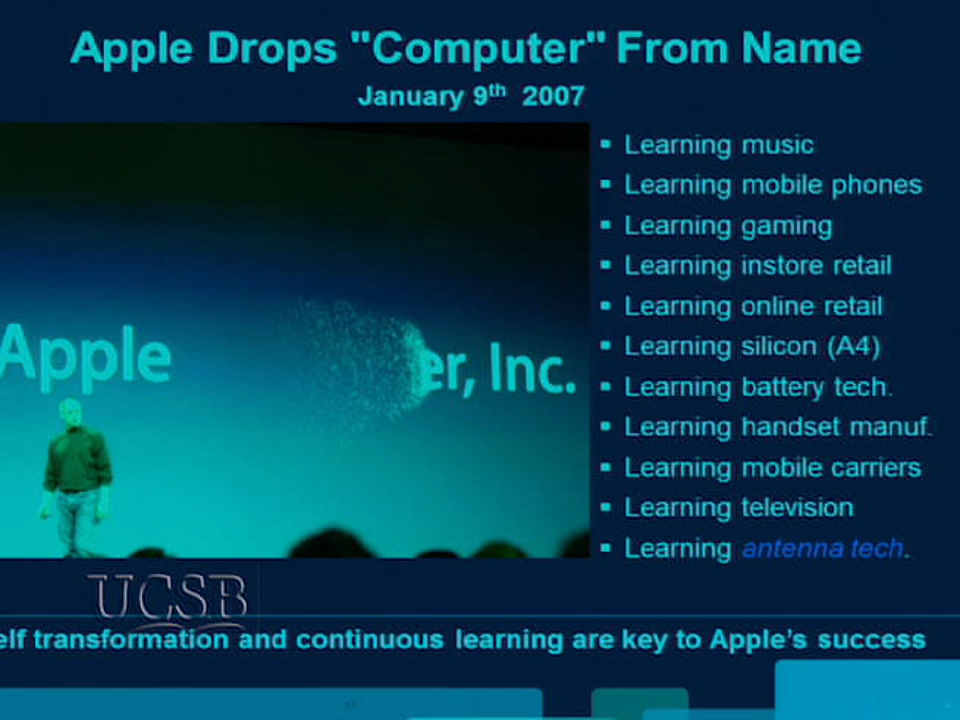 Apple Drops "Computer" From Name
January 9th 2007
Apple er, Inc.
▪ Learning music
▪ Learning mobile phones
▪ Learning gaming
▪ Learning instore retail
▪ Learning online retail
▪ Learning silicon (A4)
▪ Learning battery tech.
▪ Learning handset manuf.
▪ Learning mobile carriers
▪ Learning television
▪ Learning antenna tech.
UCSB
elf transformation and continuous learning are key to Apple's success